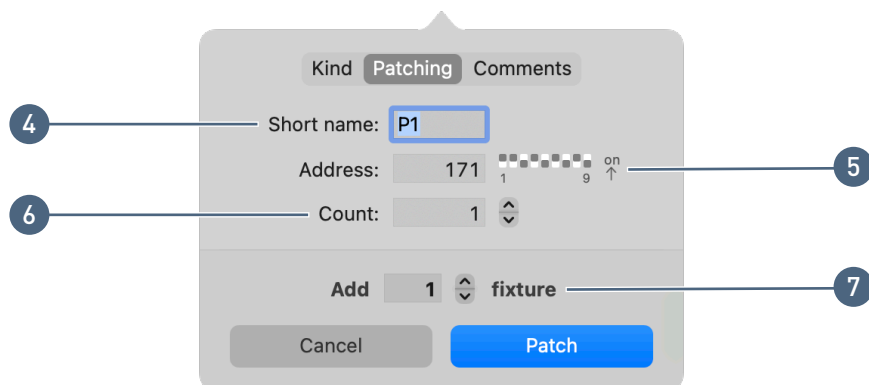 Kind Patching Comments
4 Short name: P1
Address: 171 1 9 on 5
6 Count: 1
Add 1 fixture 7
Cancel Patch